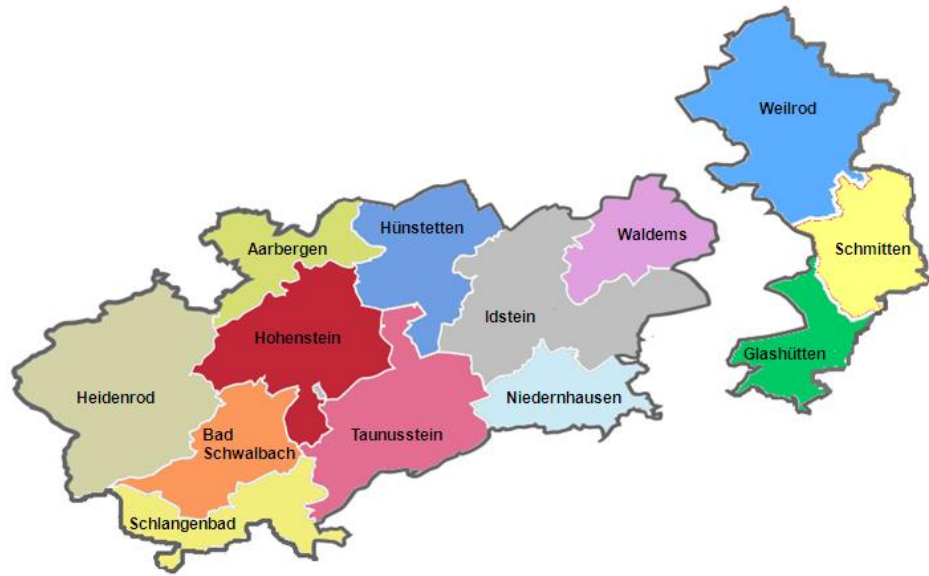 Weilrod
Hünstetten
Waldems
Aarbergen
Schmitten
Idstein
Hohenstein
Glashütten
Heidenrod
Niedernhausen
Bad
Schwalbach
Taunusstein
Schlangenbad